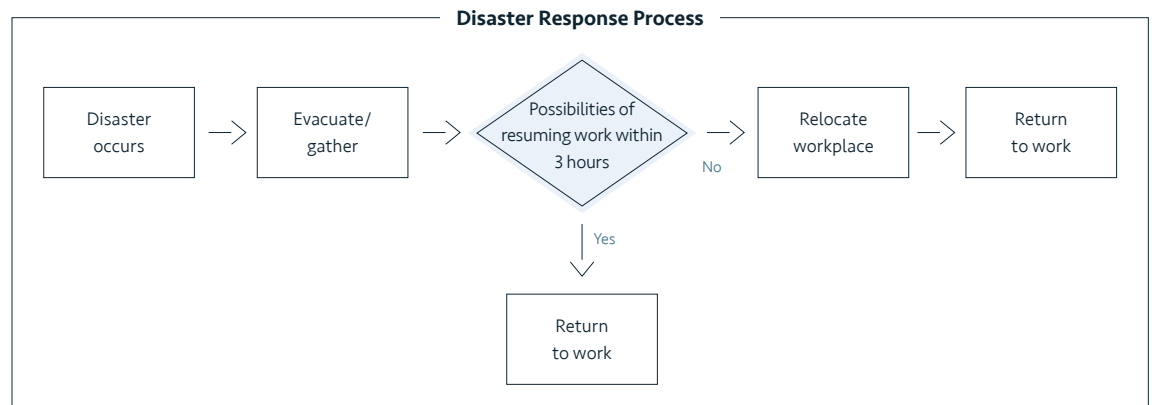 Disaster Response Process
Disaster
occurs
Evacuate/
gather
Possibilities of
resuming work within
3 hours
No
Relocate
workplace
Return
to work
Yes
Return
to work